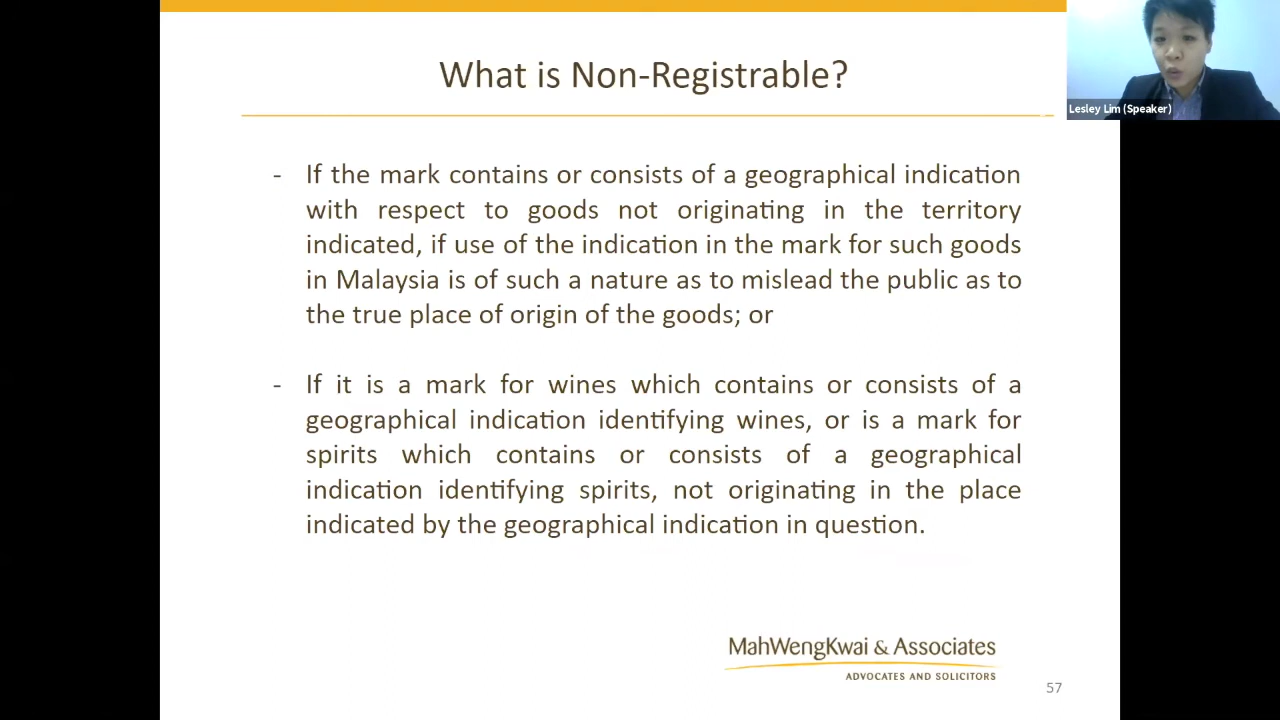 What is Non-Registrable?
Lesley Lim (Speaker)
- If the mark contains or consists of a geographical indication
with respect to goods not originating in the territory
indicated, if use of the indication in the mark for such goods
in Malaysia is of such a nature as to mislead the public as to
the true place of origin of the goods; or
- If it is a mark for wines which contains or consists of a
geographical indication identifying wines, or is a mark for
spirits which contains or consists of a geographical
indication identifying spirits, not originating in the place
indicated by the geographical indication in question.
MahWengKwai & Associates
ADVOCATES AND SOLICITORS
57